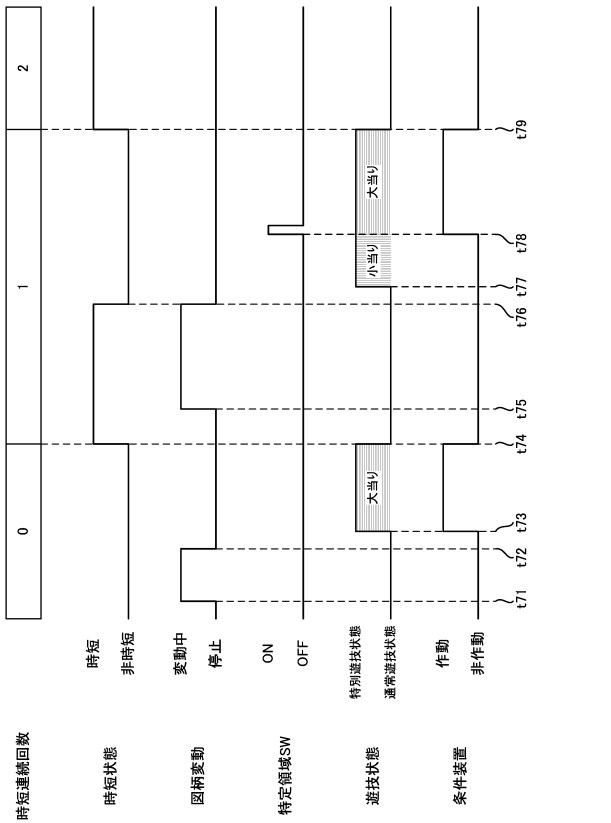 時短連続回数
0
1
2
時短状態
時短
非時短
図柄変動
変動中
停止
特定領域SW
ON
OFF
遊技状態
特別遊技状態
通常遊技状態
大当り
小当り
大当り
条件装置
作動
非作動
t71
t72
t73
t74
t75
t76
t77
t78
t79